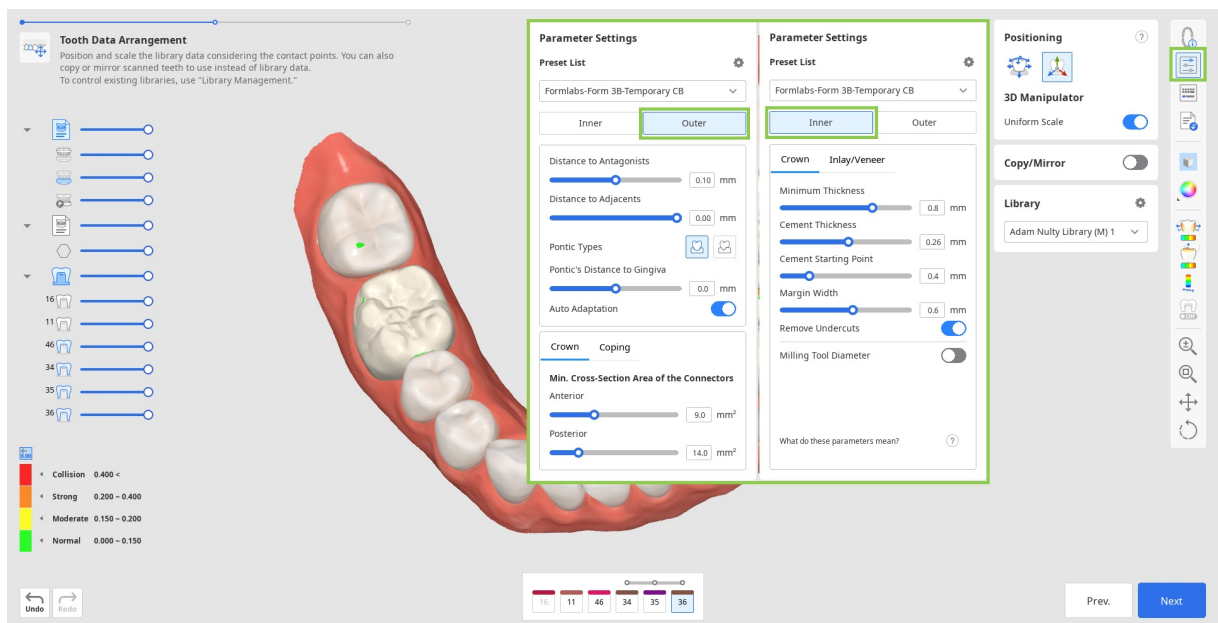 Tooth Data Arrangement
Position and scale the library data considering the contact points. You can also
copy or mirror scanned teeth to use instead of library data.
To control existing libraries, use "Library Management."
16
11
46
34
35
36
0.00
Collision 0.400 <
Strong 0.200 ~ 0.400
Moderate 0.150 ~ 0.200
Normal 0.000 ~ 0.150
Undo
Redo
Parameter Settings
Preset List
Formlabs-Form 3B-Temporary CB
Inner Outer
Distance to Antagonists
0.10 mm
Distance to Adjacents
0.00 mm
Pontic Types
Pontic's Distance to Gingiva
0.0 mm
Auto Adaptation
Crown Coping
Min. Cross-Section Area of the Connectors
Anterior
9.0 mm²
Posterior
14.0 mm²
Parameter Settings
Preset List
Formlabs-Form 3B-Temporary CB
Inner Outer
Crown Inlay/Veneer
Minimum Thickness
0.8 mm
Cement Thickness
0.26 mm
Cement Starting Point
0.4 mm
Margin Width
0.6 mm
Remove Undercuts
Milling Tool Diameter
What do these parameters mean? ?
Positioning ?
3D Manipulator
Uniform Scale
Copy/Mirror
Library
Adam Nulty Library (M) 1
16 11 46 34 35 36
Prev.
Next